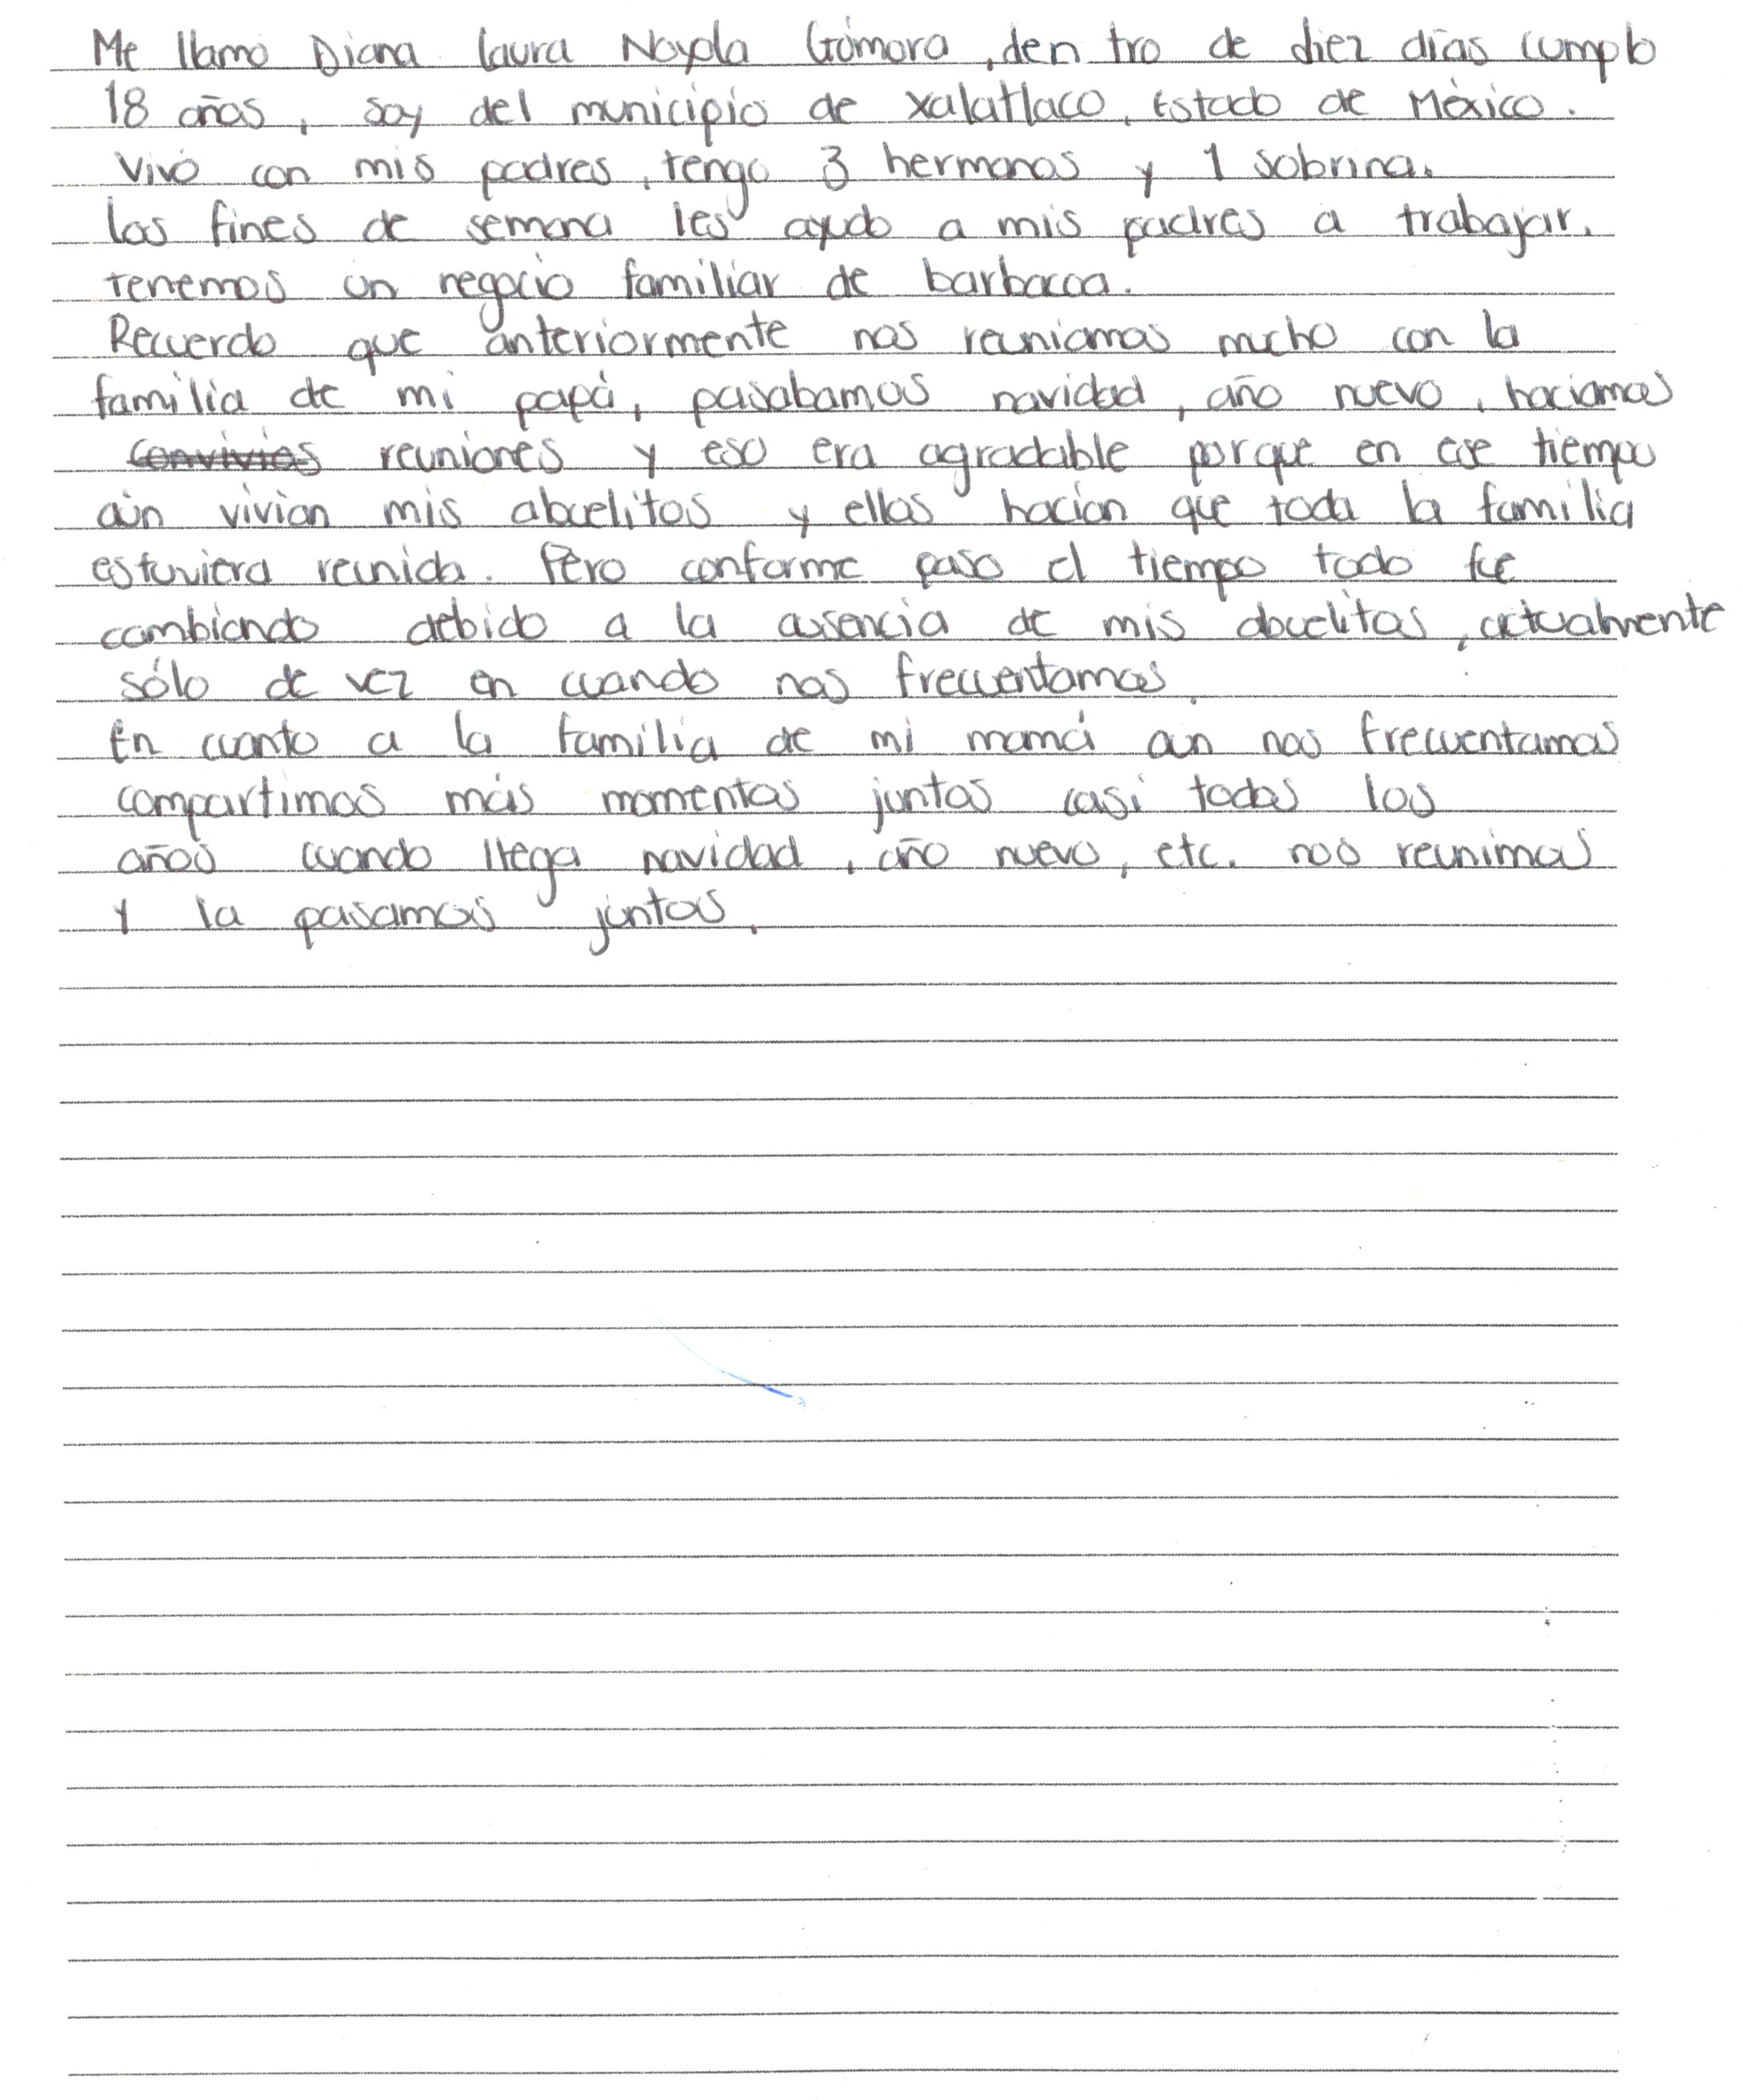 Me llamo Diana Laura Noyola Gómora, den tro de diez días cumplo
18 años, soy del municipio de Xalatlaco, Estado de México.
Vivo con mis padres, tengo 3 hermanos y 1 sobrina.
los fines de semana les ayudo a mis padres a trabajar.
tenemos un negocio familiar de barbacoa.
Recuerdo que anteriormente nos reuniamos mucho con la
familia de mi papá, pasabamos navidad, año nuevo, haciamos
convivios reuniones y eso era agradable porque en ese tiempo
aún vivian mis abuelitos y ellos hacian que toda la familia
estuviera reunida. Pero conforme paso el tiempo todo fue
cambiando debido a la ausencia de mis abuelitos, actualmente
sólo de vez en cuando nos frecuentamos.
En cuanto a la familia de mi mamá aun nos frecuentamos
compartimos más momentos juntos casi todos los
años cuando llega navidad, año nuevo, etc. nos reunimos
y la pasamos juntos.